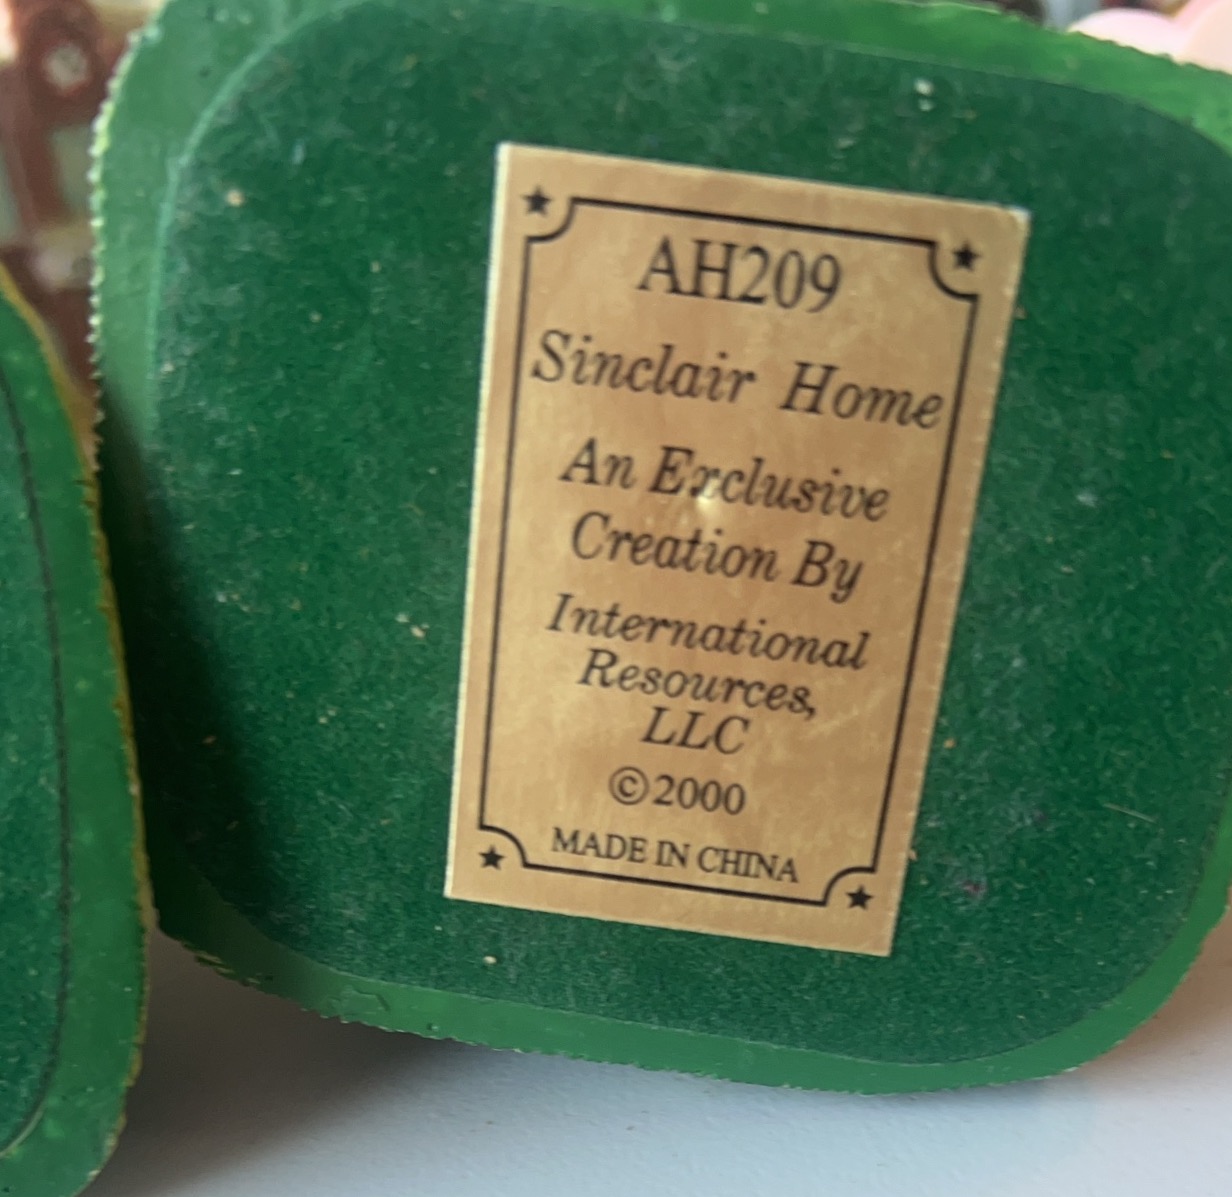 AH209
Sinclair Home
An Exclusive
Creation By
International
Resources,
LLC
©2000
MADE IN CHINA